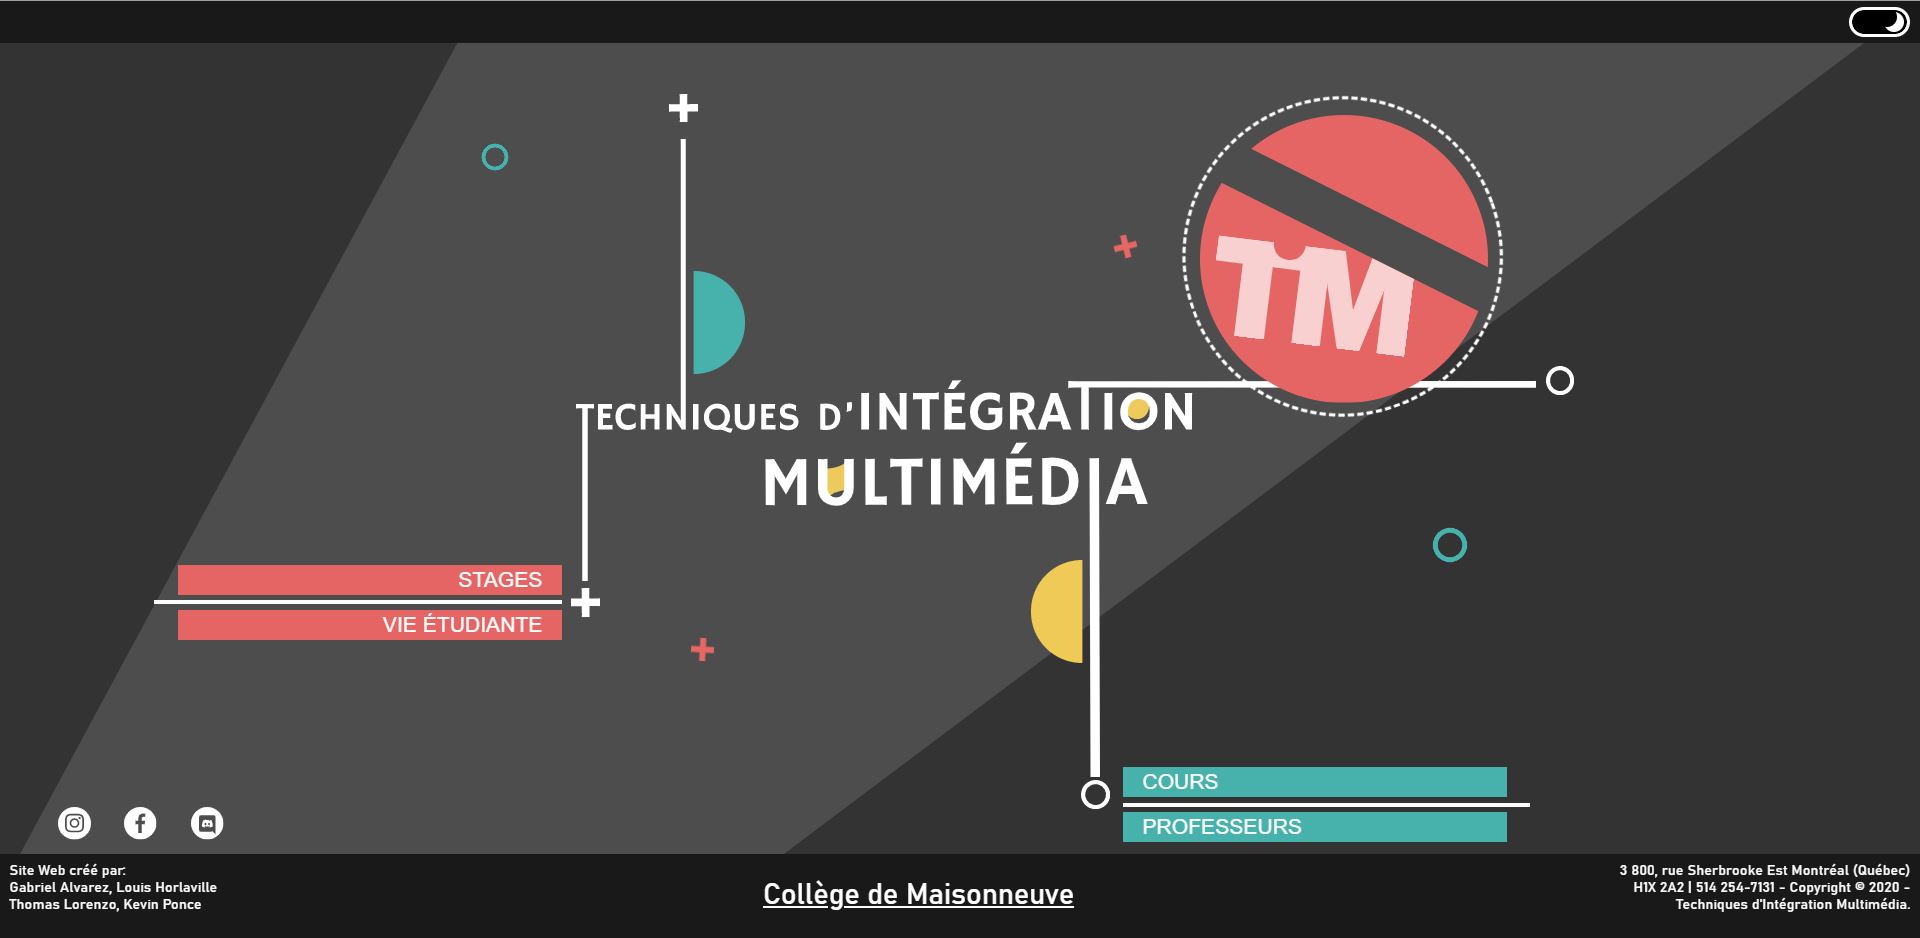 TiM
TECHNIQUES D'INTÉGRATION
MULTIMÉDIA
STAGES
VIE ÉTUDIANTE
COURS
PROFESSEURS
Site Web créé par:
Gabriel Alvarez, Louis Horlaville
Thomas Lorenzo, Kevin Ponce
Collège de Maisonneuve
3 800, rue Sherbrooke Est Montréal (Québec)
H1X 2A2 | 514 254-7131 - Copyright © 2020 -
Techniques d'Intégration Multimédia.